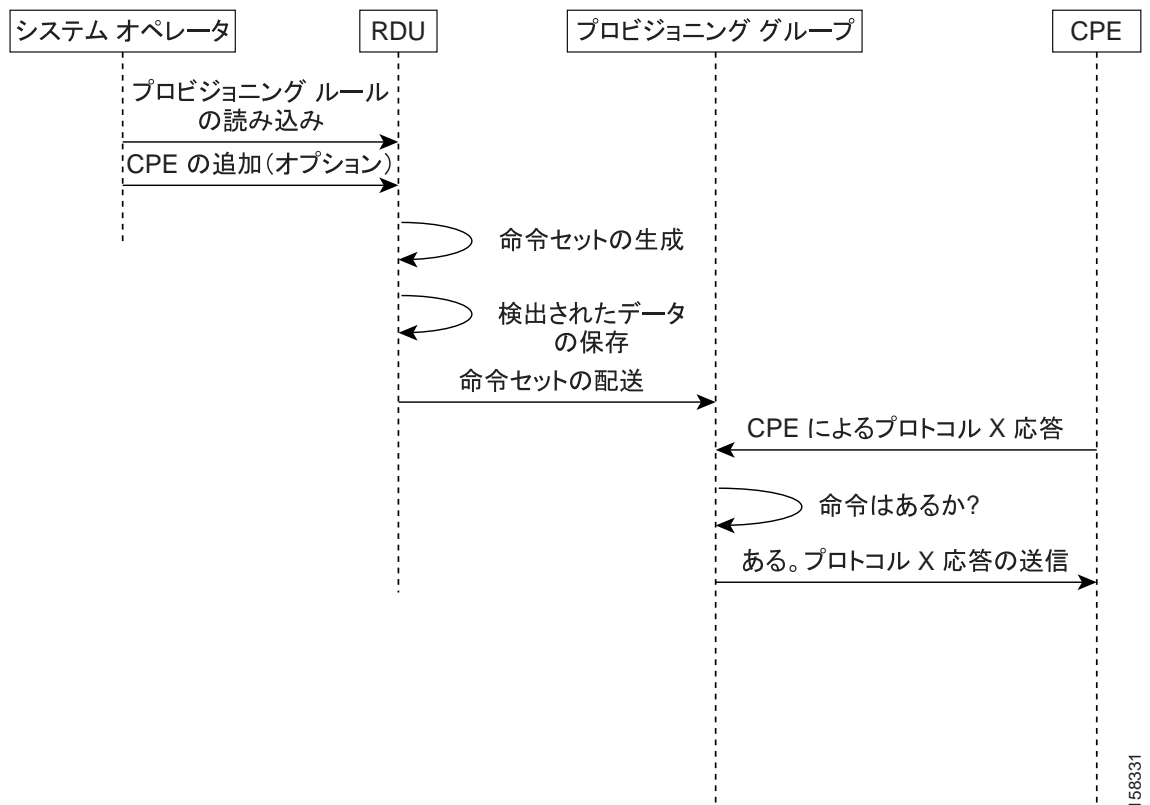 システム オペレータ
RDU
プロビジョニング グループ
CPE
プロビジョニング ルール
の読み込み
CPE の追加(オプション)
命令セットの生成
検出されたデータ
の保存
命令セットの配送
CPE によるプロトコル X 応答
命令はあるか?
ある。プロトコル X 応答の送信
158331